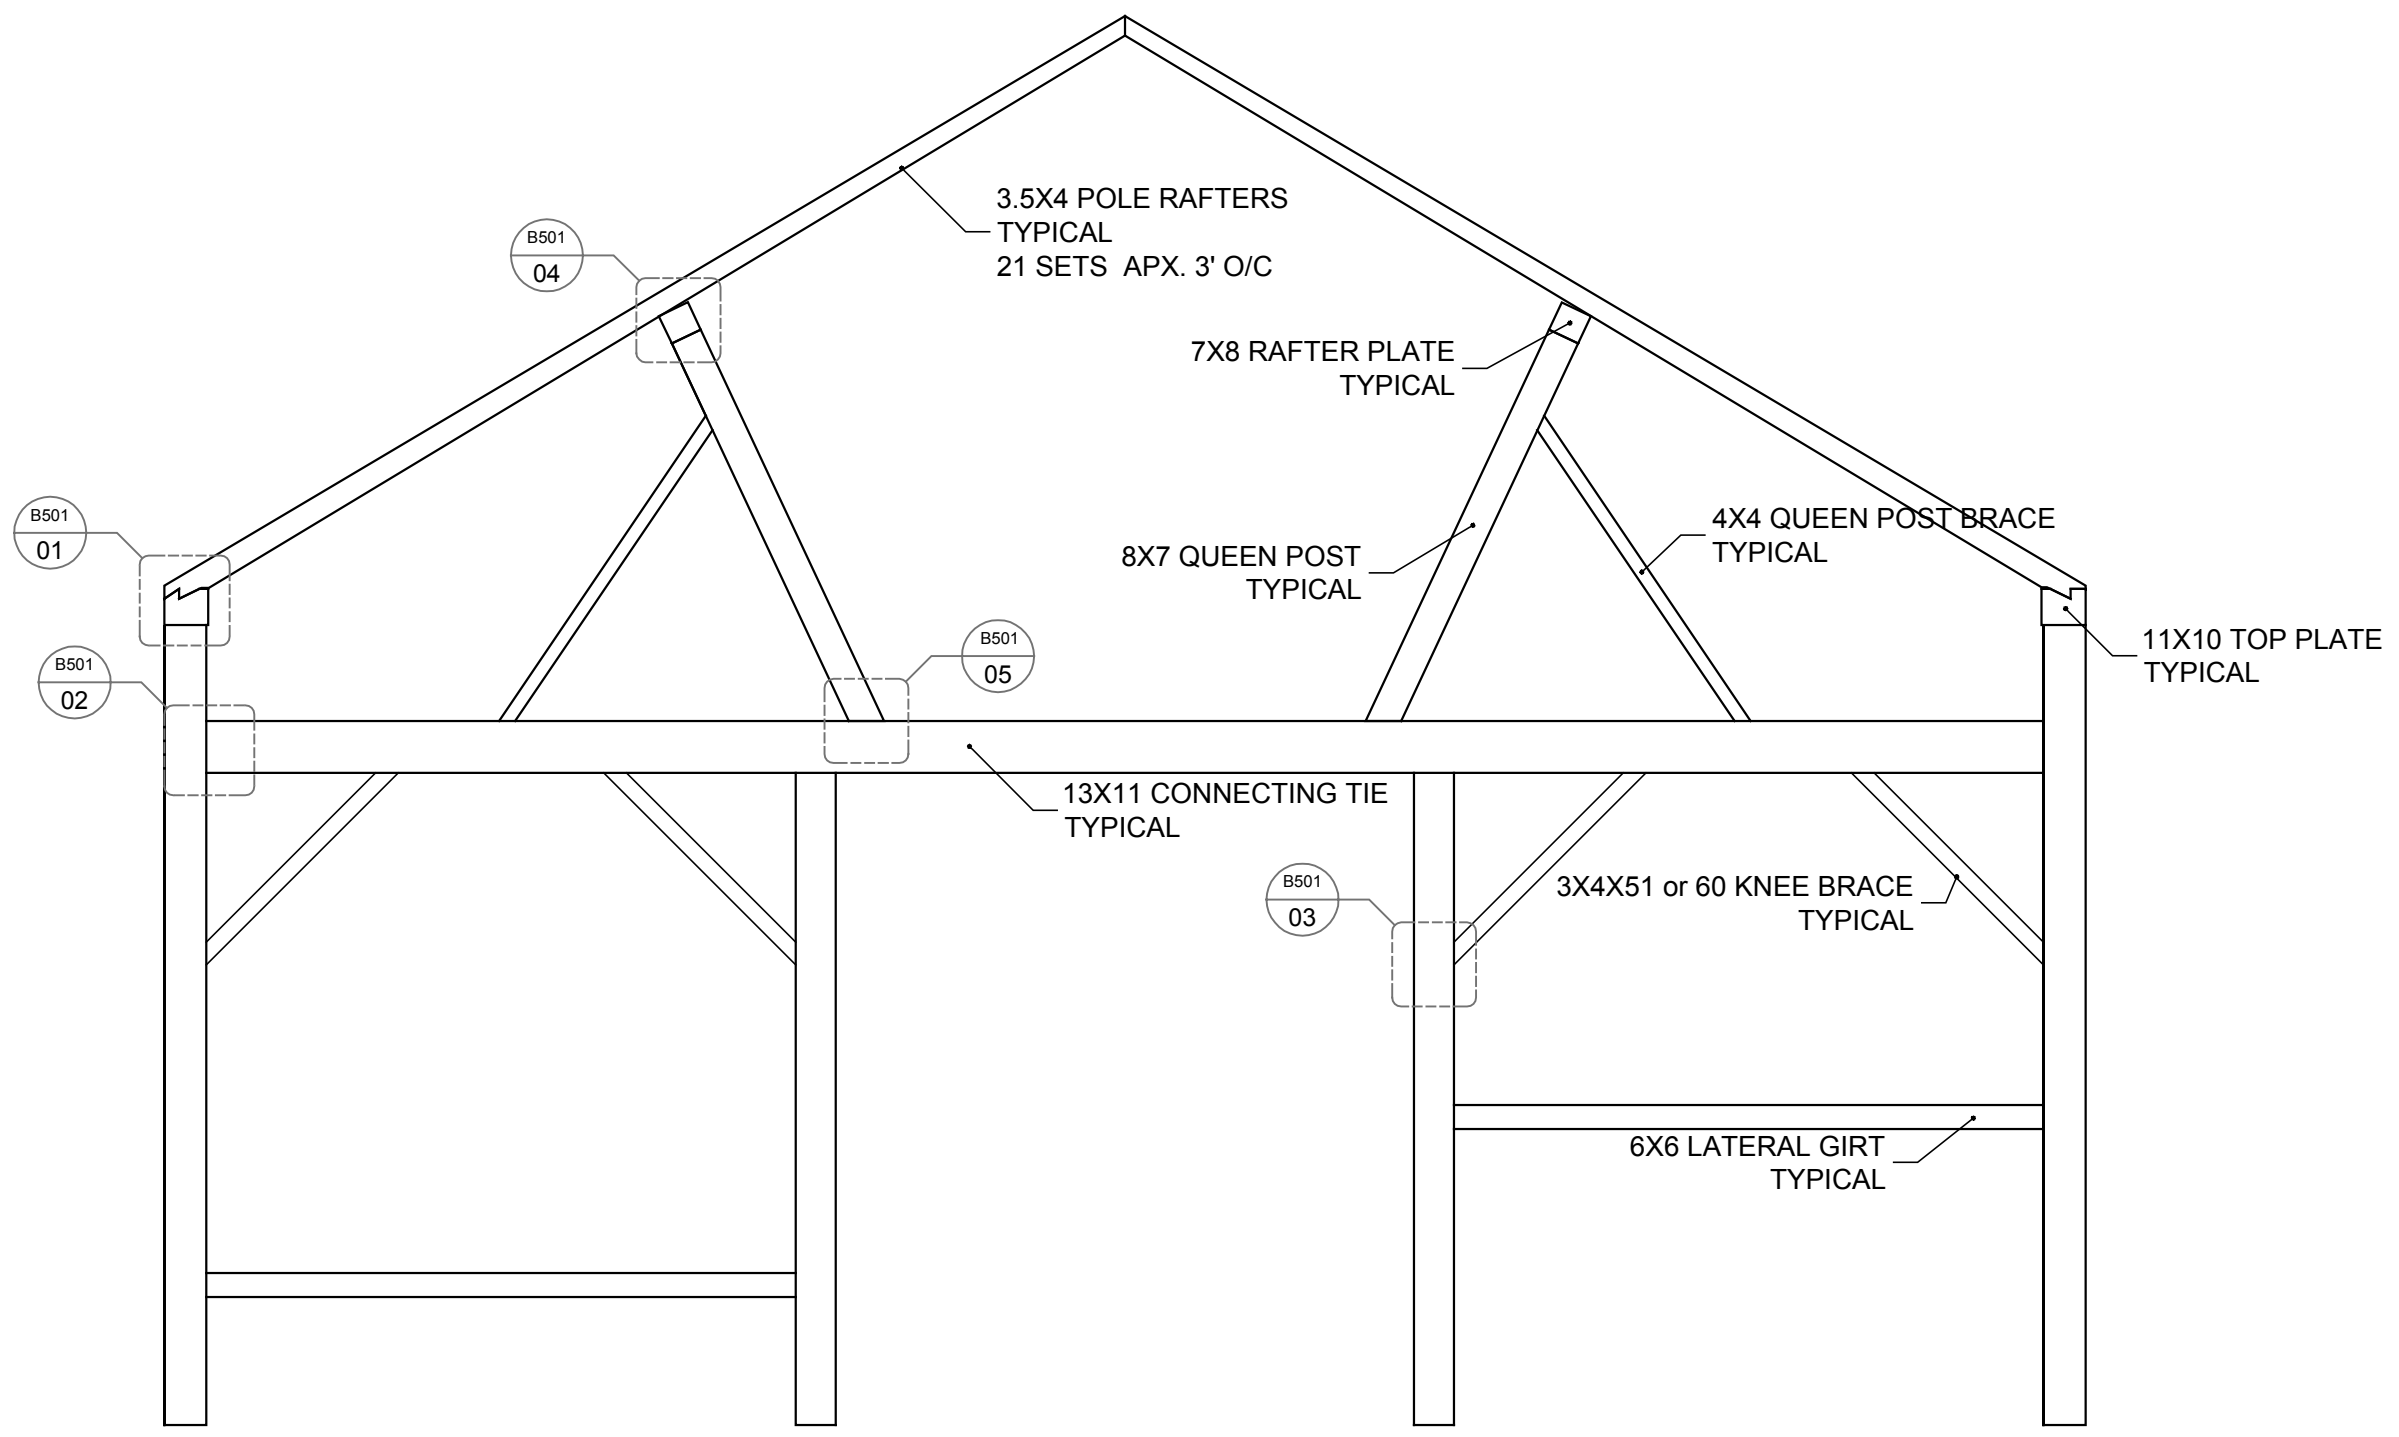 3.5X4 POLE RAFTERS
TYPICAL
21 SETS  APX. 3' O/C
B501
04
7X8 RAFTER PLATE
TYPICAL
B501
01
8X7 QUEEN POST
TYPICAL
4X4 QUEEN POST BRACE
TYPICAL
B501
02
B501
05
11X10 TOP PLATE
TYPICAL
13X11 CONNECTING TIE
TYPICAL
B501
03
3X4X51 or 60 KNEE BRACE
TYPICAL
6X6 LATERAL GIRT
TYPICAL